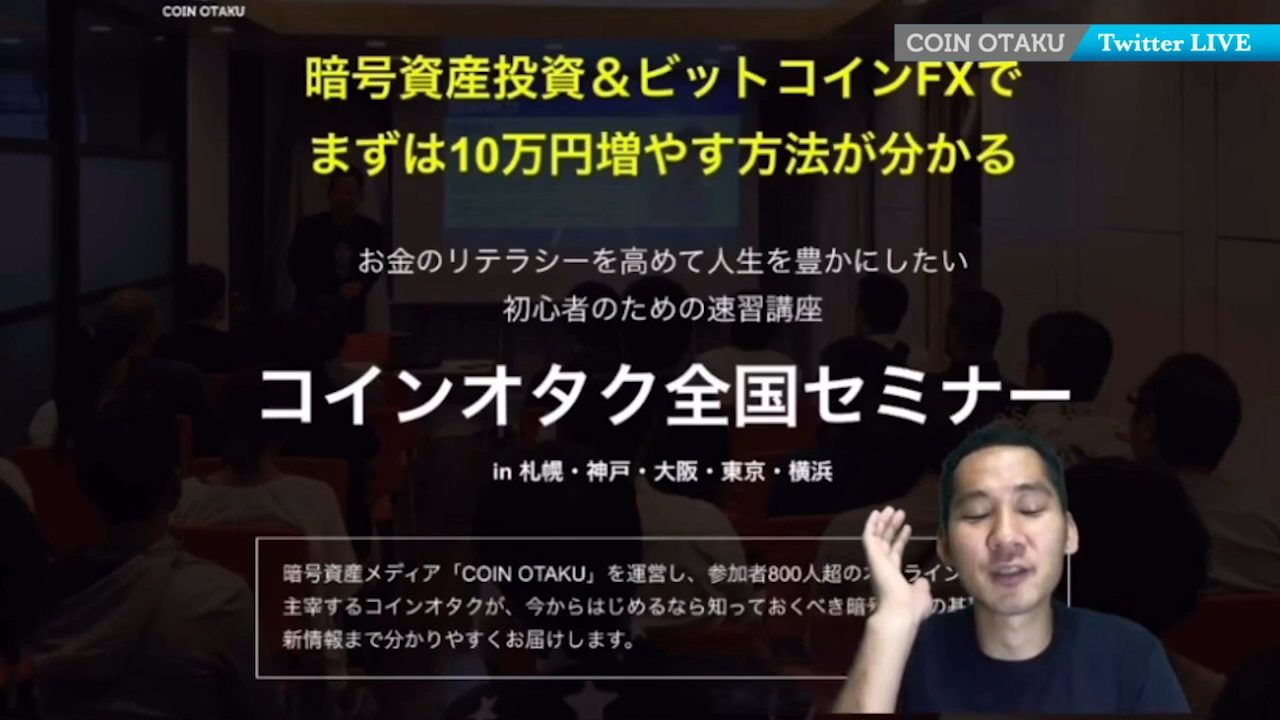 COIN OTAKU
COIN OTAKU Twitter LIVE
暗号資産投資&ビットコインFXで
まずは10万円増やす方法が分かる
お金のリテラシーを高めて人生を豊かにしたい
初心者のための速習講座
コインオタク全国セミナー
in 札幌・神戸・大阪・東京・横浜
暗号資産メディア「COIN OTAKU」を運営し、参加者800人超のオンライン
主宰するコインオタクが、今からはじめるなら知っておくべき暗号の基
新情報まで分かりやすくお届けします。